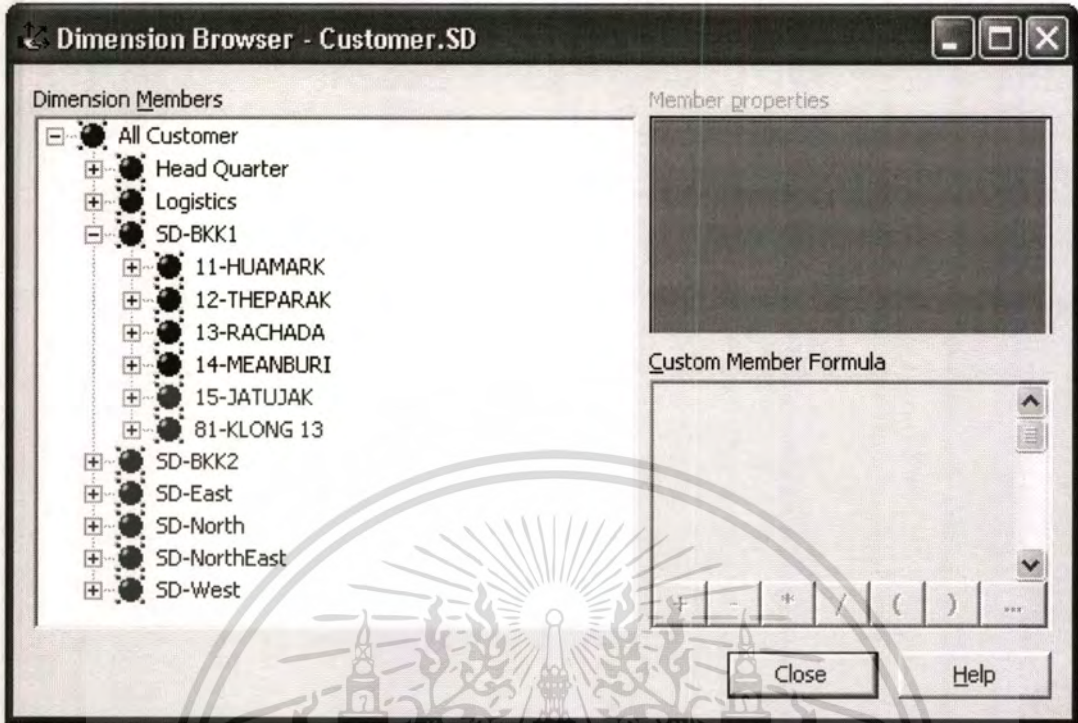 Dimension Browser - Customer.SD
Dimension Members
All Customer
Head Quarter
Logistics
SD-BKK1
11-HUAMARK
12-THEPARAK
13-RACHADA
14-MEANBURI
15-JATUJAK
81-KLONG 13
SD-BKK2
SD-East
SD-North
SD-NorthEast
SD-West
Member properties
Custom Member Formula
+ - * / ( ) ...
Close Help